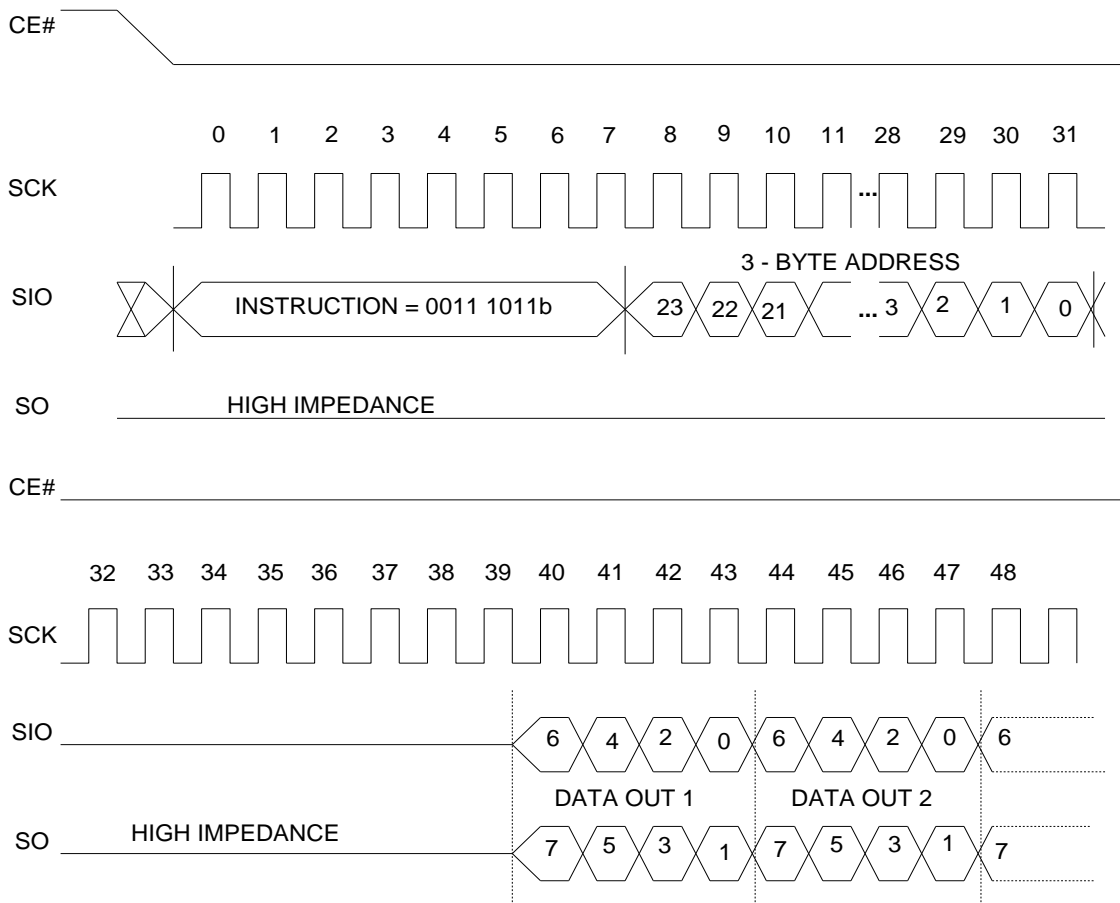 CE#
0 1 2 3 4 5 6 7 8 9 10 11 28 29 30 31
SCK ...
3 - BYTE ADDRESS
SIO INSTRUCTION = 0011 1011b 23 22 21 ... 3 2 1 0
SO HIGH IMPEDANCE
CE#
32 33 34 35 36 37 38 39 40 41 42 43 44 45 46 47 48
SCK
SIO 6 4 2 0 6 4 2 0 6
DATA OUT 1 DATA OUT 2
SO HIGH IMPEDANCE 7 5 3 1 7 5 3 1 7